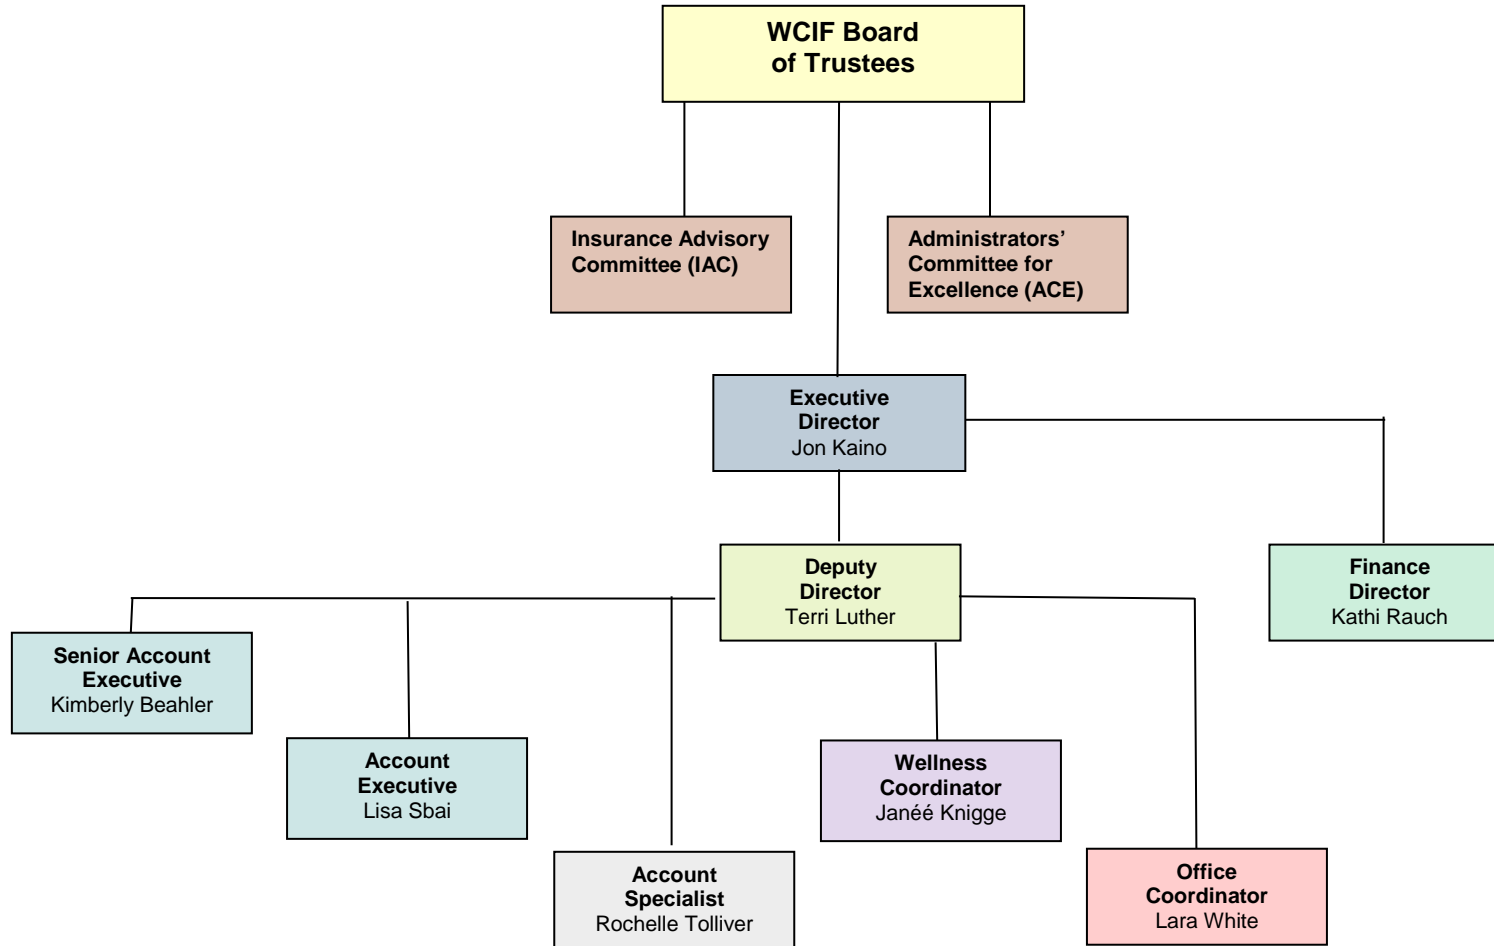 WCIF Board
of Trustees
Insurance Advisory
Committee (IAC)
Administrators’
Committee for
Excellence (ACE)
Executive
Director
Jon Kaino
Deputy
Director
Terri Luther
Finance
Director
Kathi Rauch
Senior Account
Executive
Kimberly Beahler
Account
Executive
Lisa Sbai
Wellness
Coordinator
Janéé Knigge
Account
Specialist
Rochelle Tolliver
Office
Coordinator
Lara White